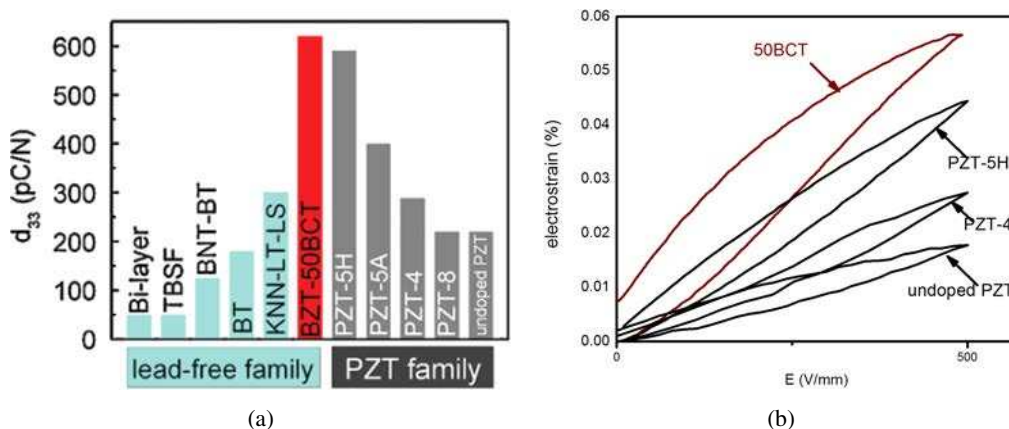 d33 (pC/N)
600
500
400
300
200
100
0
Bi-layer
TBSF
BNT-BT
BT
KNN-LT-LS
BZT-50BCT
PZT-5H
PZT-5A
PZT-4
PZT-8
undoped PZT
lead-free family
PZT family
(a)
electrostrain (%)
0.06
0.05
0.04
0.03
0.02
0.01
0.00
50BCT
PZT-5H
PZT-4
undoped PZT
0
500
E (V/mm)
(b)